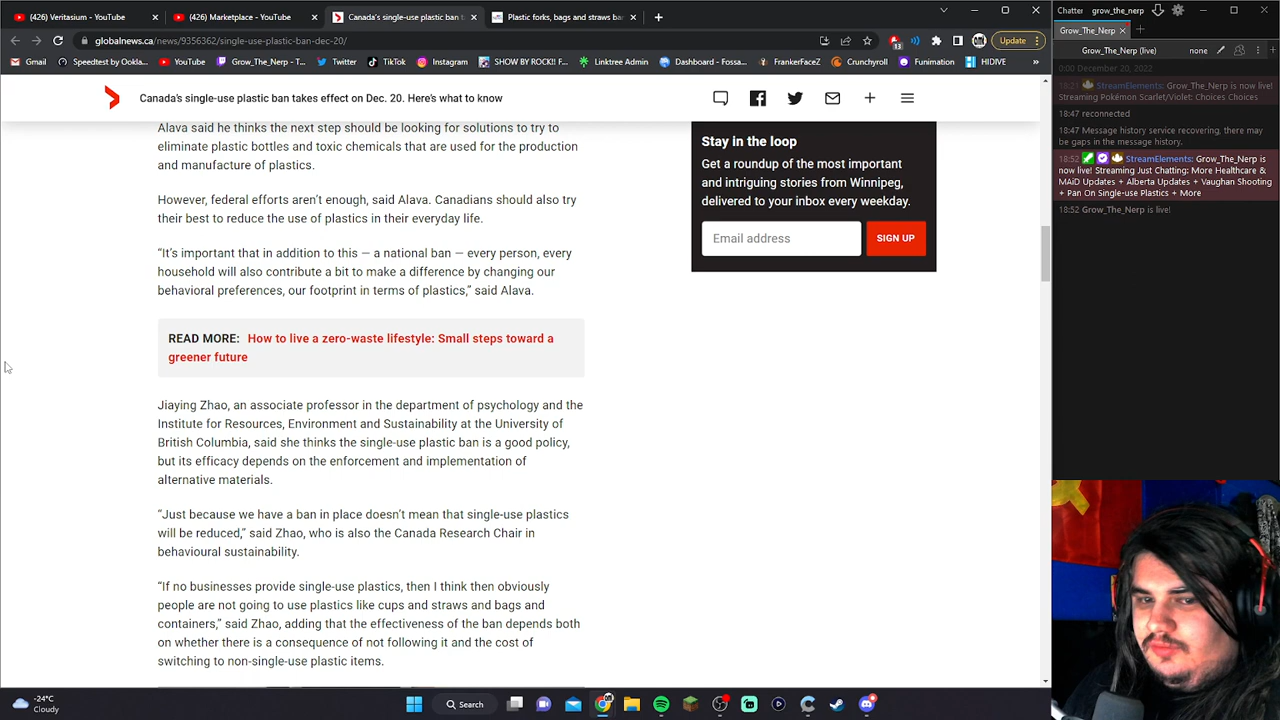 (426) Veritasium - YouTube
(426) Marketplace - YouTube
Canada's single-use plastic ban t
Plastic forks, bags and straws ba
globalnews.ca/news/9356362/single-use-plastic-ban-dec-20/
13
Update
Gmail
Speedtest by Ookla...
YouTube
Grow_The_Nerp - T...
Twitter
TikTok
Instagram
SHOW BY ROCK!! F...
Linktree Admin
Dashboard - Fossa...
FrankerFaceZ
Crunchyroll
Funimation
HIDIVE
»
Canada's single-use plastic ban takes effect on Dec. 20. Here's what to know
Alava said he thinks the next step should be looking for solutions to try to
eliminate plastic bottles and toxic chemicals that are used for the production
and manufacture of plastics.
However, federal efforts aren't enough, said Alava. Canadians should also try
their best to reduce the use of plastics in their everyday life.
“It's important that in addition to this — a national ban — every person, every
household will also contribute a bit to make a difference by changing our
behavioral preferences, our footprint in terms of plastics,” said Alava.
READ MORE: How to live a zero-waste lifestyle: Small steps toward a
greener future
Jiaying Zhao, an associate professor in the department of psychology and the
Institute for Resources, Environment and Sustainability at the University of
British Columbia, said she thinks the single-use plastic ban is a good policy,
but its efficacy depends on the enforcement and implementation of
alternative materials.
“Just because we have a ban in place doesn't mean that single-use plastics
will be reduced,” said Zhao, who is also the Canada Research Chair in
behavioural sustainability.
“If no businesses provide single-use plastics, then I think then obviously
people are not going to use plastics like cups and straws and bags and
containers,” said Zhao, adding that the effectiveness of the ban depends both
on whether there is a consequence of not following it and the cost of
switching to non-single-use plastic items.
Stay in the loop
Get a roundup of the most important
and intriguing stories from Winnipeg,
delivered to your inbox every weekday.
Email address
SIGN UP
Chatter
grow_the_nerp
Grow_The_Nerp
Grow_The_Nerp (live)
none
0:00 December 20, 2022
18:21 StreamElements: Grow_The_Nerp is now live!
Streaming Pokémon Scarlet/Violet: Choices Choices
18:47 reconnected
18:47 Message history service recovering, there may
be gaps in the message history.
18:52 StreamElements: Grow_The_Nerp is
now live! Streaming Just Chatting: More Healthcare &
MAiD Updates + Alberta Updates + Vaughan Shooting
+ Pan On Single-use Plastics + More
18:52 Grow_The_Nerp is live!
-24°C
Cloudy
Search